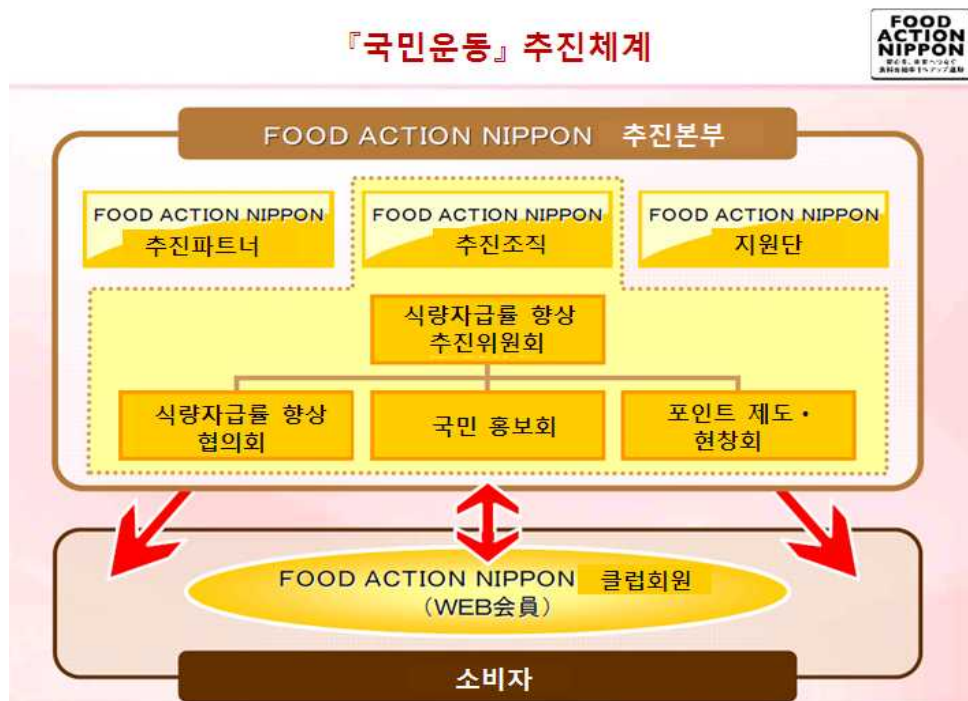 『국민운동』 추진체계
FOOD
ACTION
NIPPON
FOOD ACTION NIPPON 추진본부
FOOD ACTION NIPPON
추진파트너
FOOD ACTION NIPPON
추진조직
FOOD ACTION NIPPON
지원단
식량자급률 향상
추진위원회
식량자급률 향상
협의회
국민 홍보회
포인트 제도・
현창회
FOOD ACTION NIPPON 클럽회원
(WEB会員)
소비자